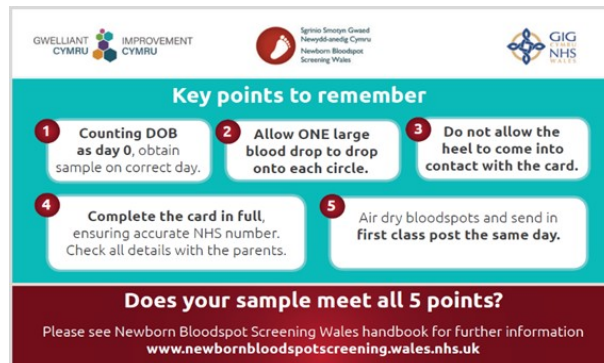 GWELLIANT CYMRU
IMPROVEMENT CYMRU
Sgrinio Smotyn Gwaed
Newydd-anedig Cymru
Newborn Bloodspot
Screening Wales
GIG
CYMRU
NHS
WALES
Key points to remember
1
Counting DOB
as day 0, obtain
sample on correct day.
2
Allow ONE large
blood drop to drop
onto each circle.
3
Do not allow the
heel to come into
contact with the card.
4
Complete the card in full,
ensuring accurate NHS number.
Check all details with the parents.
5
Air dry bloodspots and send in
first class post the same day.
Does your sample meet all 5 points?
Please see Newborn Bloodspot Screening Wales handbook for further information
www.newbornbloodspotscreening.wales.nhs.uk